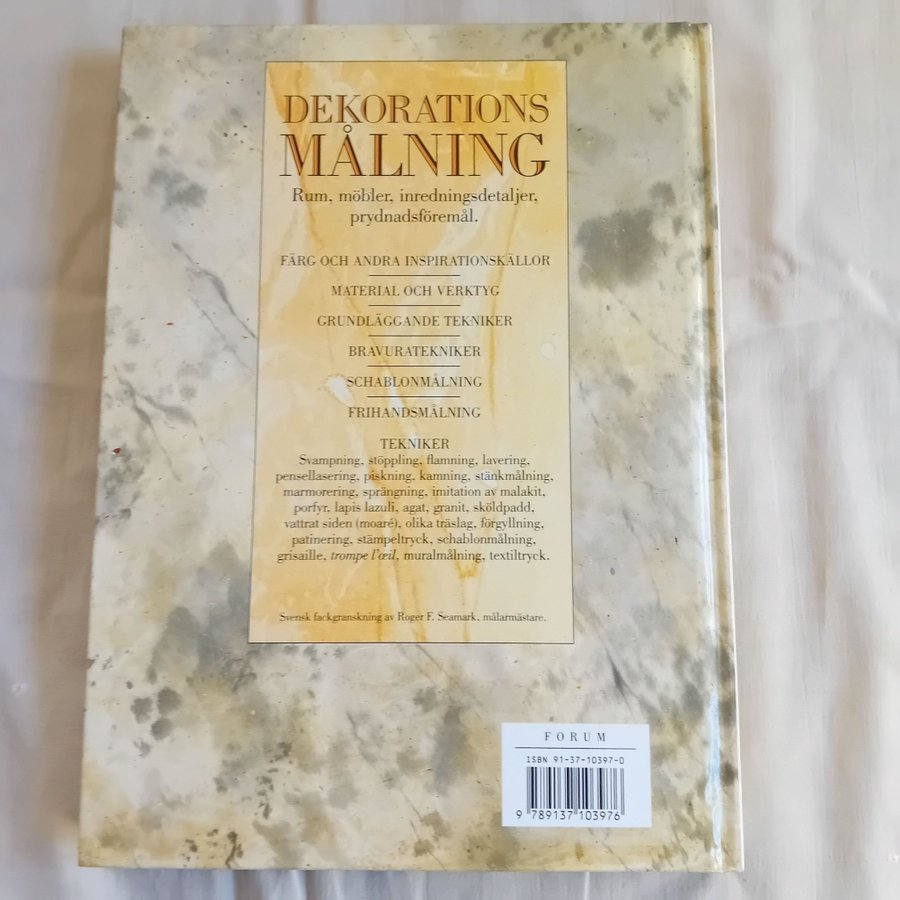 DEKORATIONS
MÅLNING
Rum, möbler, inredningsdetaljer,
prydnadsföremål.
FÄRG OCH ANDRA INSPIRATIONSKÄLLOR
MATERIAL OCH VERKTYG
GRUNDLÄGGANDE TEKNIKER
BRAVURATEKNIKER
SCHABLONMÅLNING
FRIHANDSMÅLNING
TEKNIKER
Svampning, stöppling, flamning, lavering,
pensellasering, piskning, kamning, stänkmålning,
marmorering, sprängning, imitation av malakit,
porfyr, lapis lazuli, agat, granit, sköldpadd,
vattrat siden (moaré), olika träslag, förgyllning,
patinering, stämpeltryck, schablonmålning,
grisaille, trompe l'œil, muralmålning, textiltryck.
Svensk fackgranskning av Roger F. Seamark, målarmästare.
FORUM
ISBN 91-37-10397-0
9 789137 103976